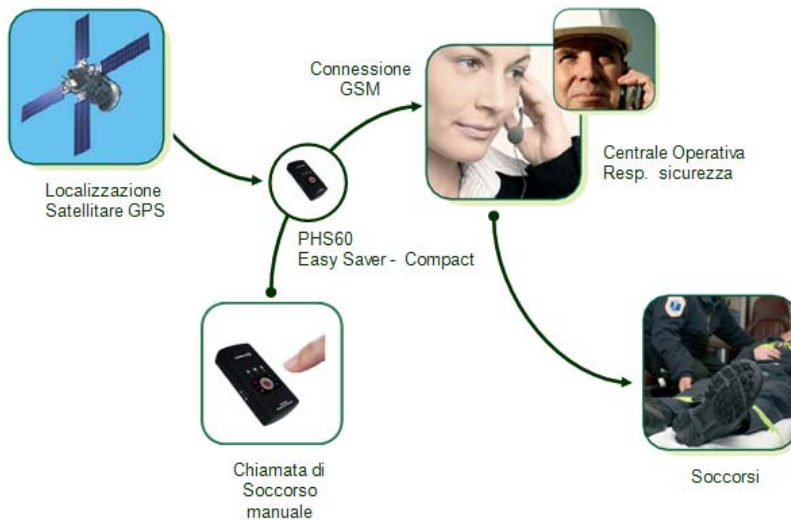 Connessione
GSM
Centrale Operativa
Resp. sicurezza
Localizzazione
Satellitare GPS
PHS60
Easy Saver - Compact
Chiamata di
Soccorso
manuale
Soccorsi